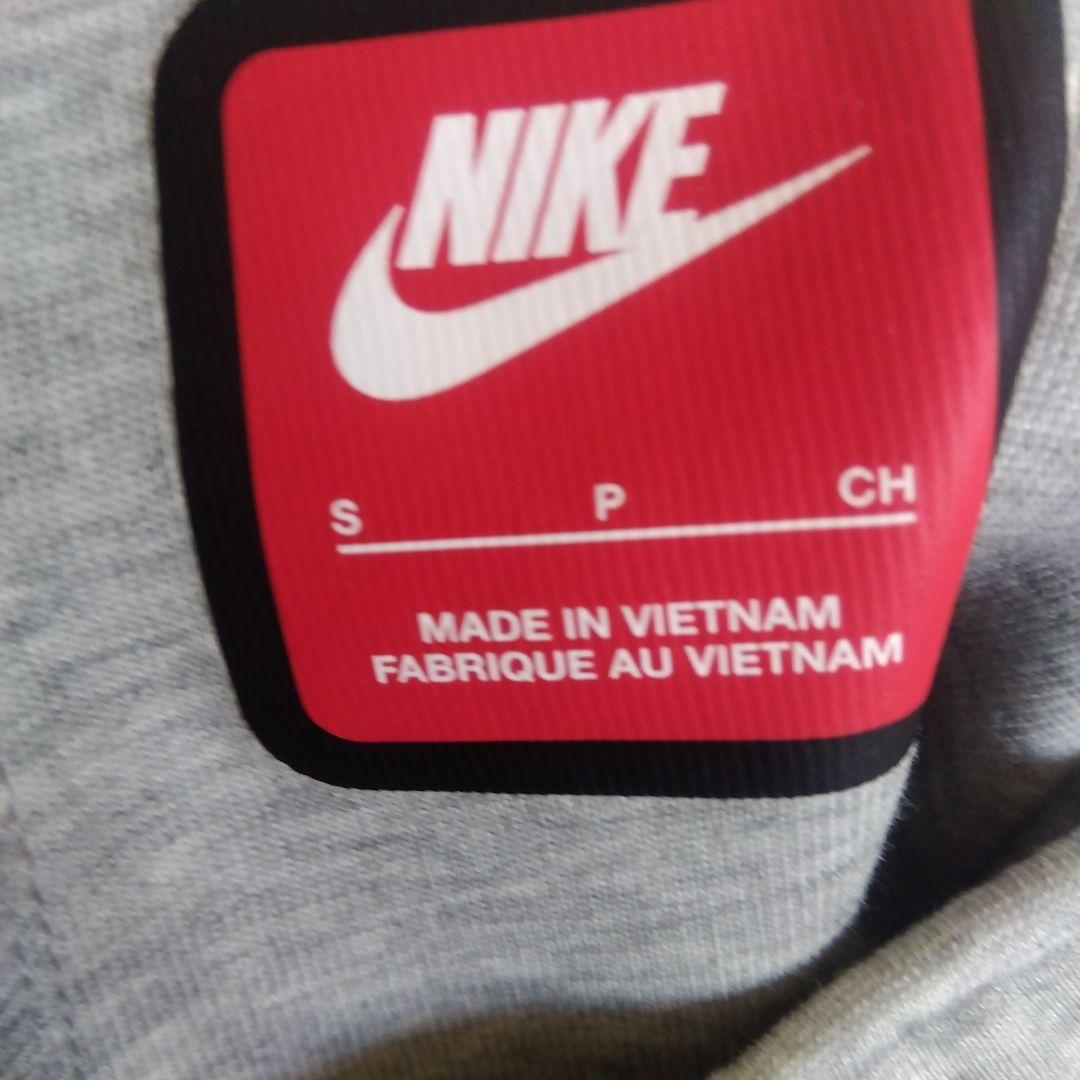 NIKE
S P CH
MADE IN VIETNAM
FABRIQUE AU VIETNAM